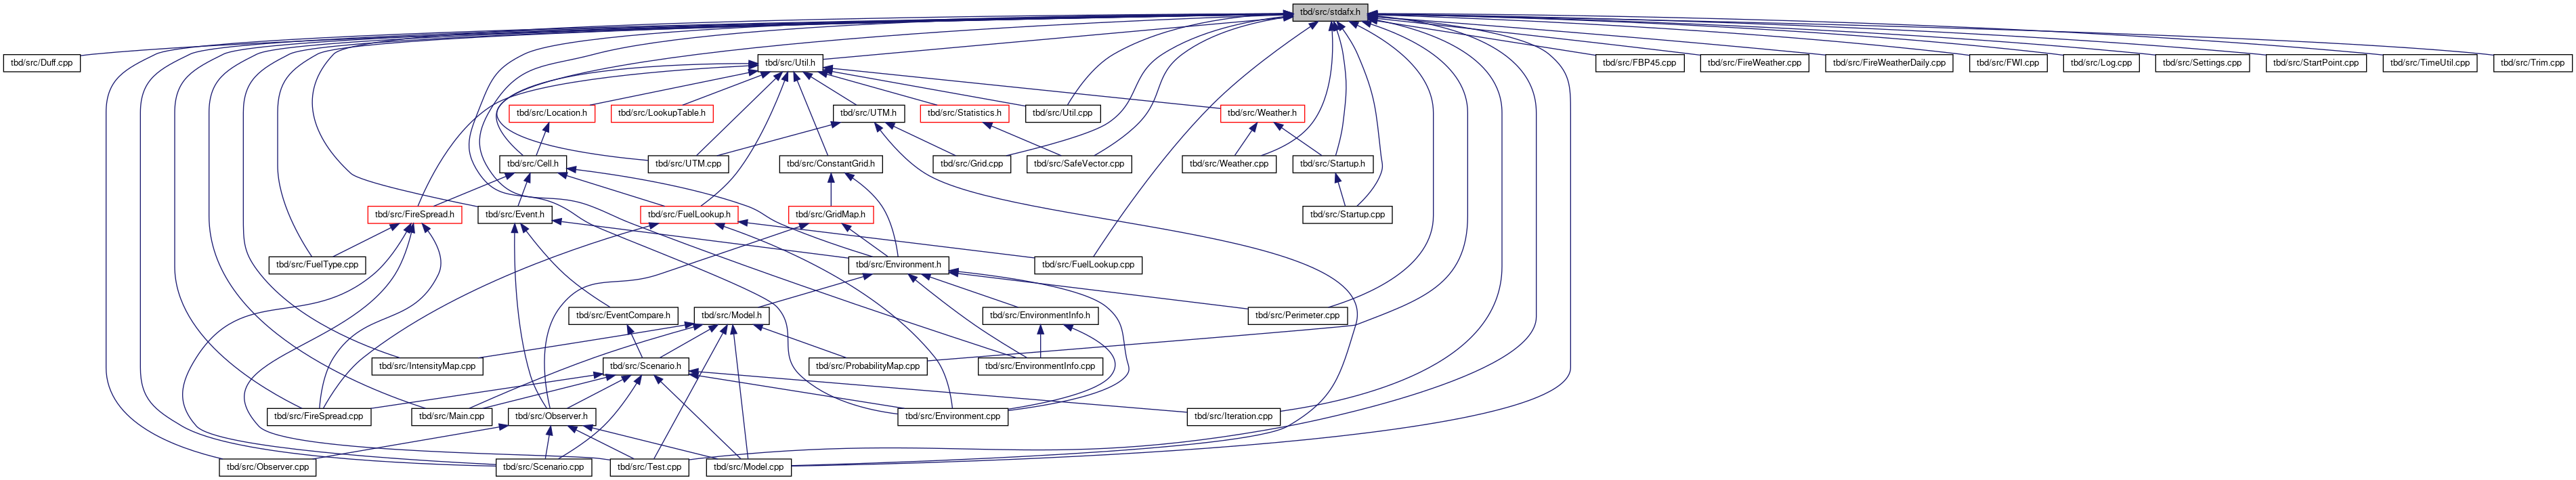 tbd/src/stdafx.h
tbd/src/Duff.cpp
tbd/src/Util.h
tbd/src/FBP45.cpp
tbd/src/FireWeather.cpp
tbd/src/FireWeatherDaily.cpp
tbd/src/FWI.cpp
tbd/src/Log.cpp
tbd/src/Settings.cpp
tbd/src/StartPoint.cpp
tbd/src/TimeUtil.cpp
tbd/src/Trim.cpp
tbd/src/Location.h
tbd/src/LookupTable.h
tbd/src/UTM.h
tbd/src/Statistics.h
tbd/src/Util.cpp
tbd/src/Weather.h
tbd/src/Cell.h
tbd/src/UTM.cpp
tbd/src/ConstantGrid.h
tbd/src/Grid.cpp
tbd/src/SafeVector.cpp
tbd/src/Weather.cpp
tbd/src/Startup.h
tbd/src/FireSpread.h
tbd/src/Event.h
tbd/src/FuelLookup.h
tbd/src/GridMap.h
tbd/src/Startup.cpp
tbd/src/FuelType.cpp
tbd/src/Environment.h
tbd/src/FuelLookup.cpp
tbd/src/EventCompare.h
tbd/src/Model.h
tbd/src/EnvironmentInfo.h
tbd/src/Perimeter.cpp
tbd/src/IntensityMap.cpp
tbd/src/Scenario.h
tbd/src/ProbabilityMap.cpp
tbd/src/EnvironmentInfo.cpp
tbd/src/FireSpread.cpp
tbd/src/Main.cpp
tbd/src/Observer.h
tbd/src/Environment.cpp
tbd/src/Iteration.cpp
tbd/src/Observer.cpp
tbd/src/Scenario.cpp
tbd/src/Test.cpp
tbd/src/Model.cpp